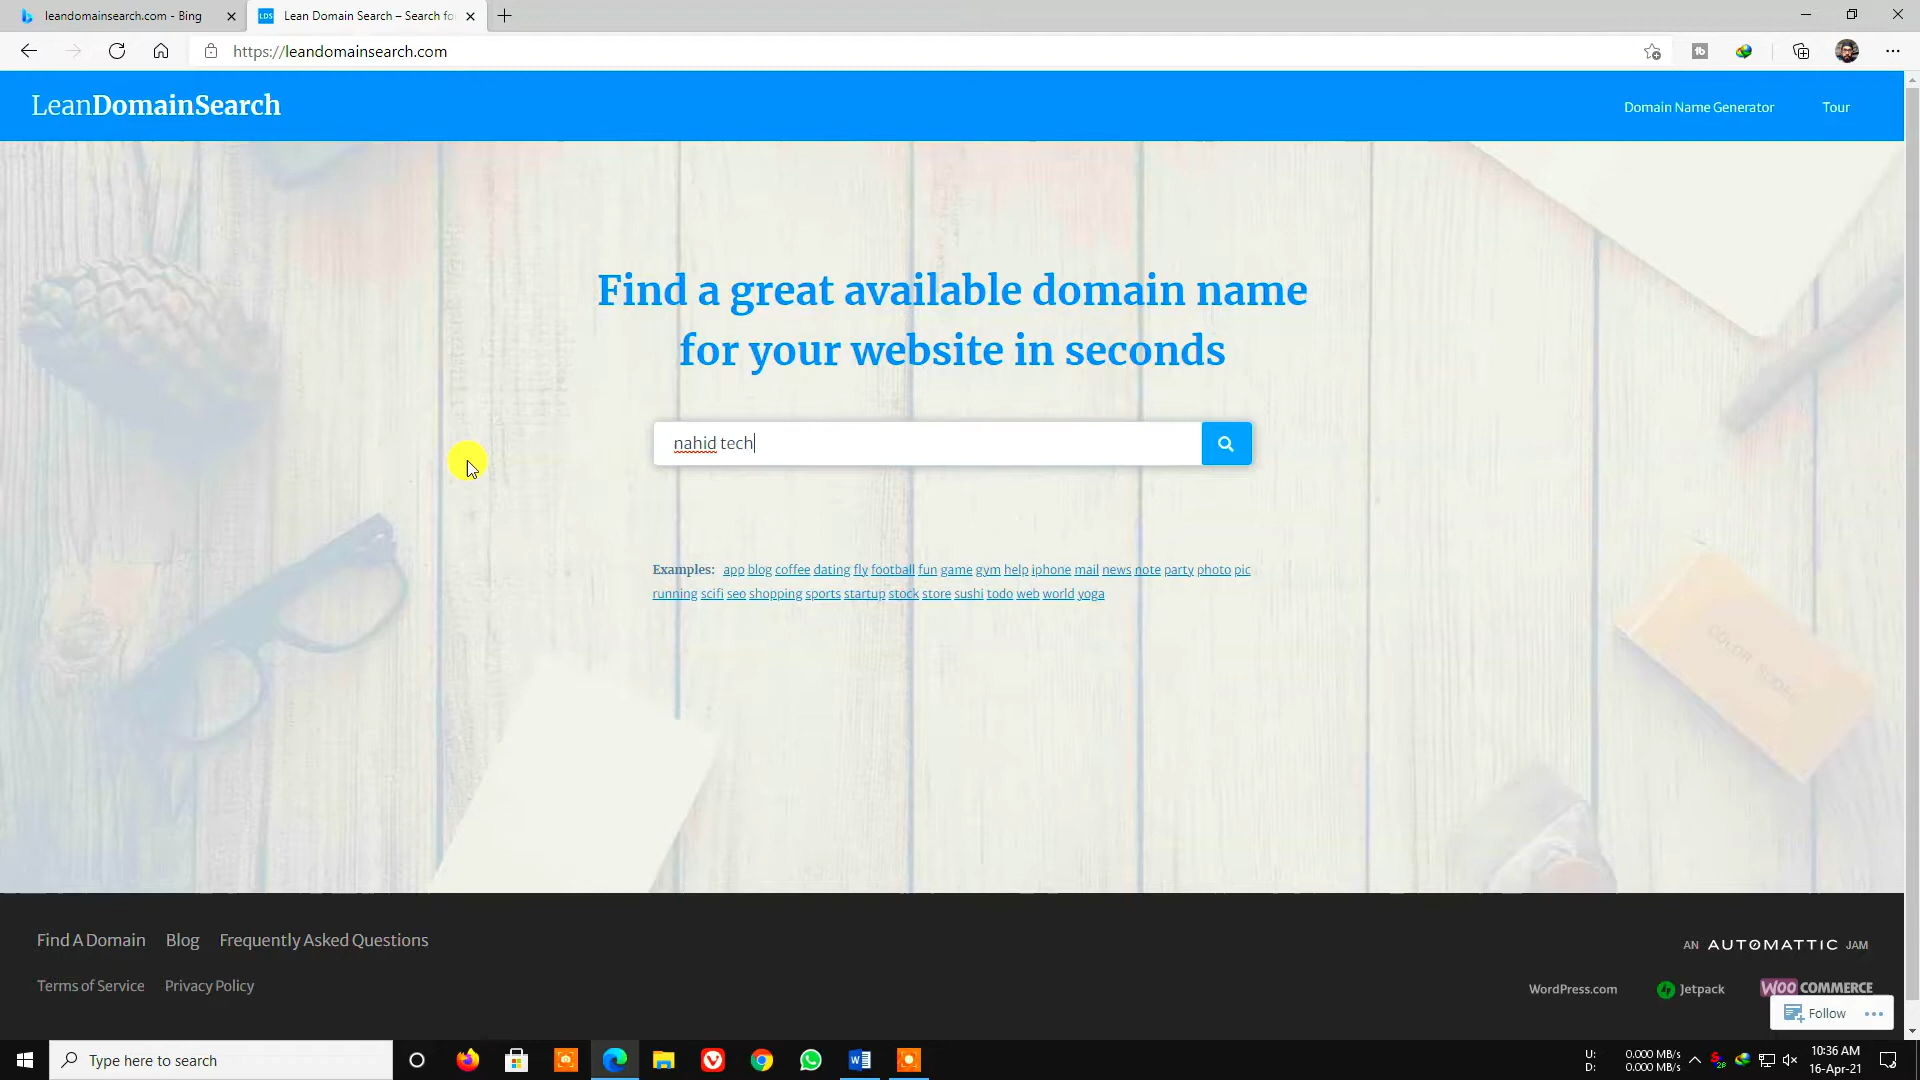 leandomainsearch.com - Bing
LDS
Lean Domain Search – Search fo
https://leandomainsearch.com
LeanDomainSearch
Domain Name Generator
Tour
Find a great available domain name
for your website in seconds
nahid tech
Examples: app blog coffee dating fly football fun game gym help iphone mail news note party photo pic
running scifi seo shopping sports startup stock store sushi todo web world yoga
Find A Domain
Blog
Frequently Asked Questions
AN AUTOMATTIC JAM
Terms of Service
Privacy Policy
WordPress.com
Jetpack
WOO COMMERCE
Follow
Type here to search
U: 0.000 MB/s
D: 0.000 MB/s
10:36 AM
16-Apr-21